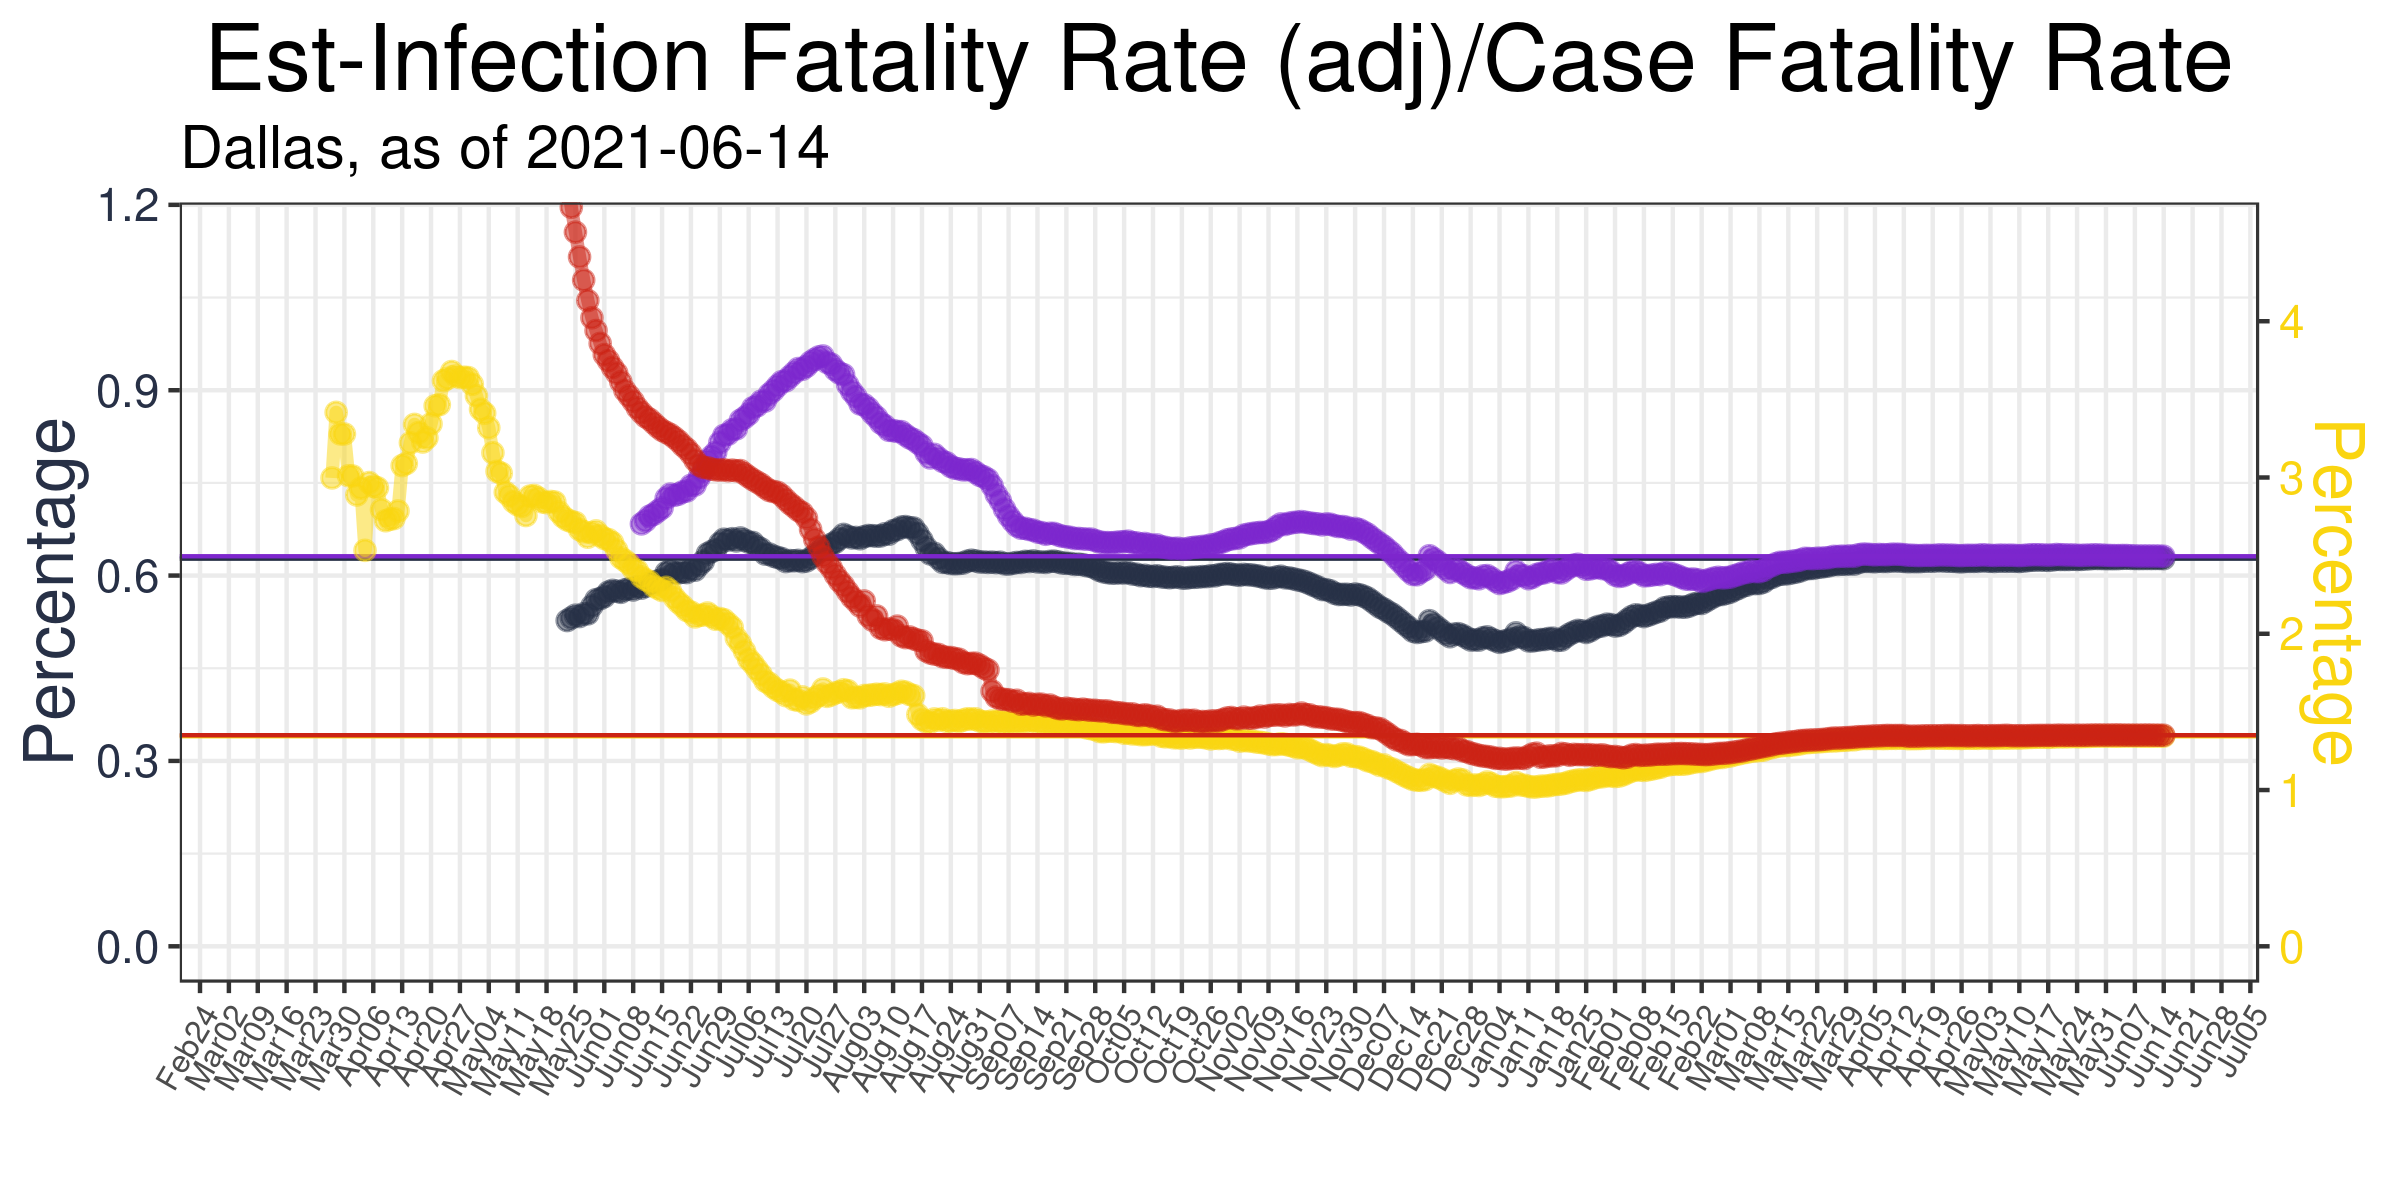 Est-Infection Fatality Rate (adj)/Case Fatality Rate
Dallas, as of 2021-06-14
Percentage
1.2
0.9
0.6
0.3
0.0
4
3
2
1
0
Percentage
Feb24
Mar02
Mar09
Mar16
Mar23
Mar30
Apr06
Apr13
Apr20
Apr27
May04
May11
May18
May25
Jun01
Jun08
Jun15
Jun22
Jun29
Jul06
Jul13
Jul20
Jul27
Aug03
Aug10
Aug17
Aug24
Aug31
Sep07
Sep14
Sep21
Sep28
Oct05
Oct12
Oct19
Oct26
Nov02
Nov09
Nov16
Nov23
Nov30
Dec07
Dec14
Dec21
Dec28
Jan04
Jan11
Jan18
Jan25
Feb01
Feb08
Feb15
Feb22
Mar01
Mar08
Mar15
Mar22
Mar29
Apr05
Apr12
Apr19
Apr26
May03
May10
May17
May24
May31
Jun07
Jun14
Jun21
Jun28
Jul05